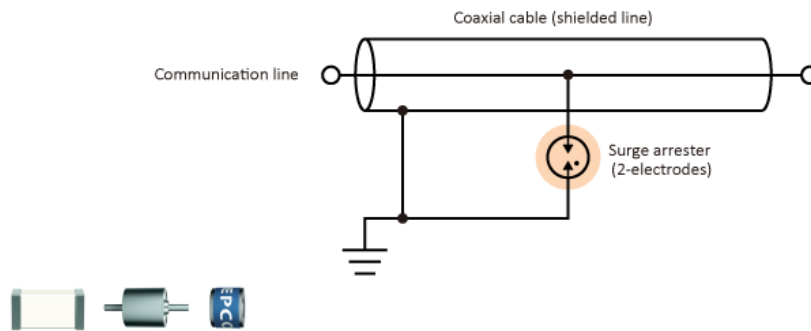 Coaxial cable (shielded line)
Communication line
Surge arrester
(2-electrodes)
EPCO